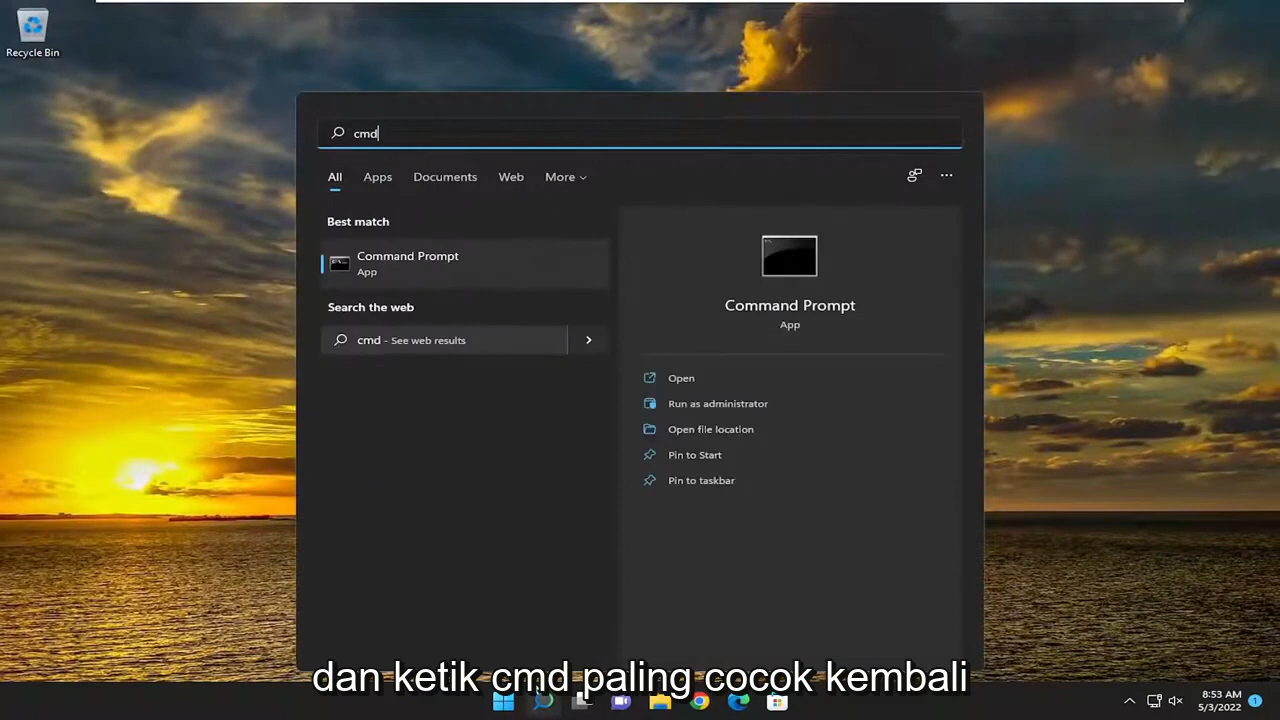 Recycle Bin
cmd
All Apps Documents Web More
Best match
Command Prompt
App
Search the web
cmd - See web results
Command Prompt
App
Open
Run as administrator
Open file location
Pin to Start
Pin to taskbar
dan ketik cmd paling cocok kembali
8:53 AM
5/3/2022
1